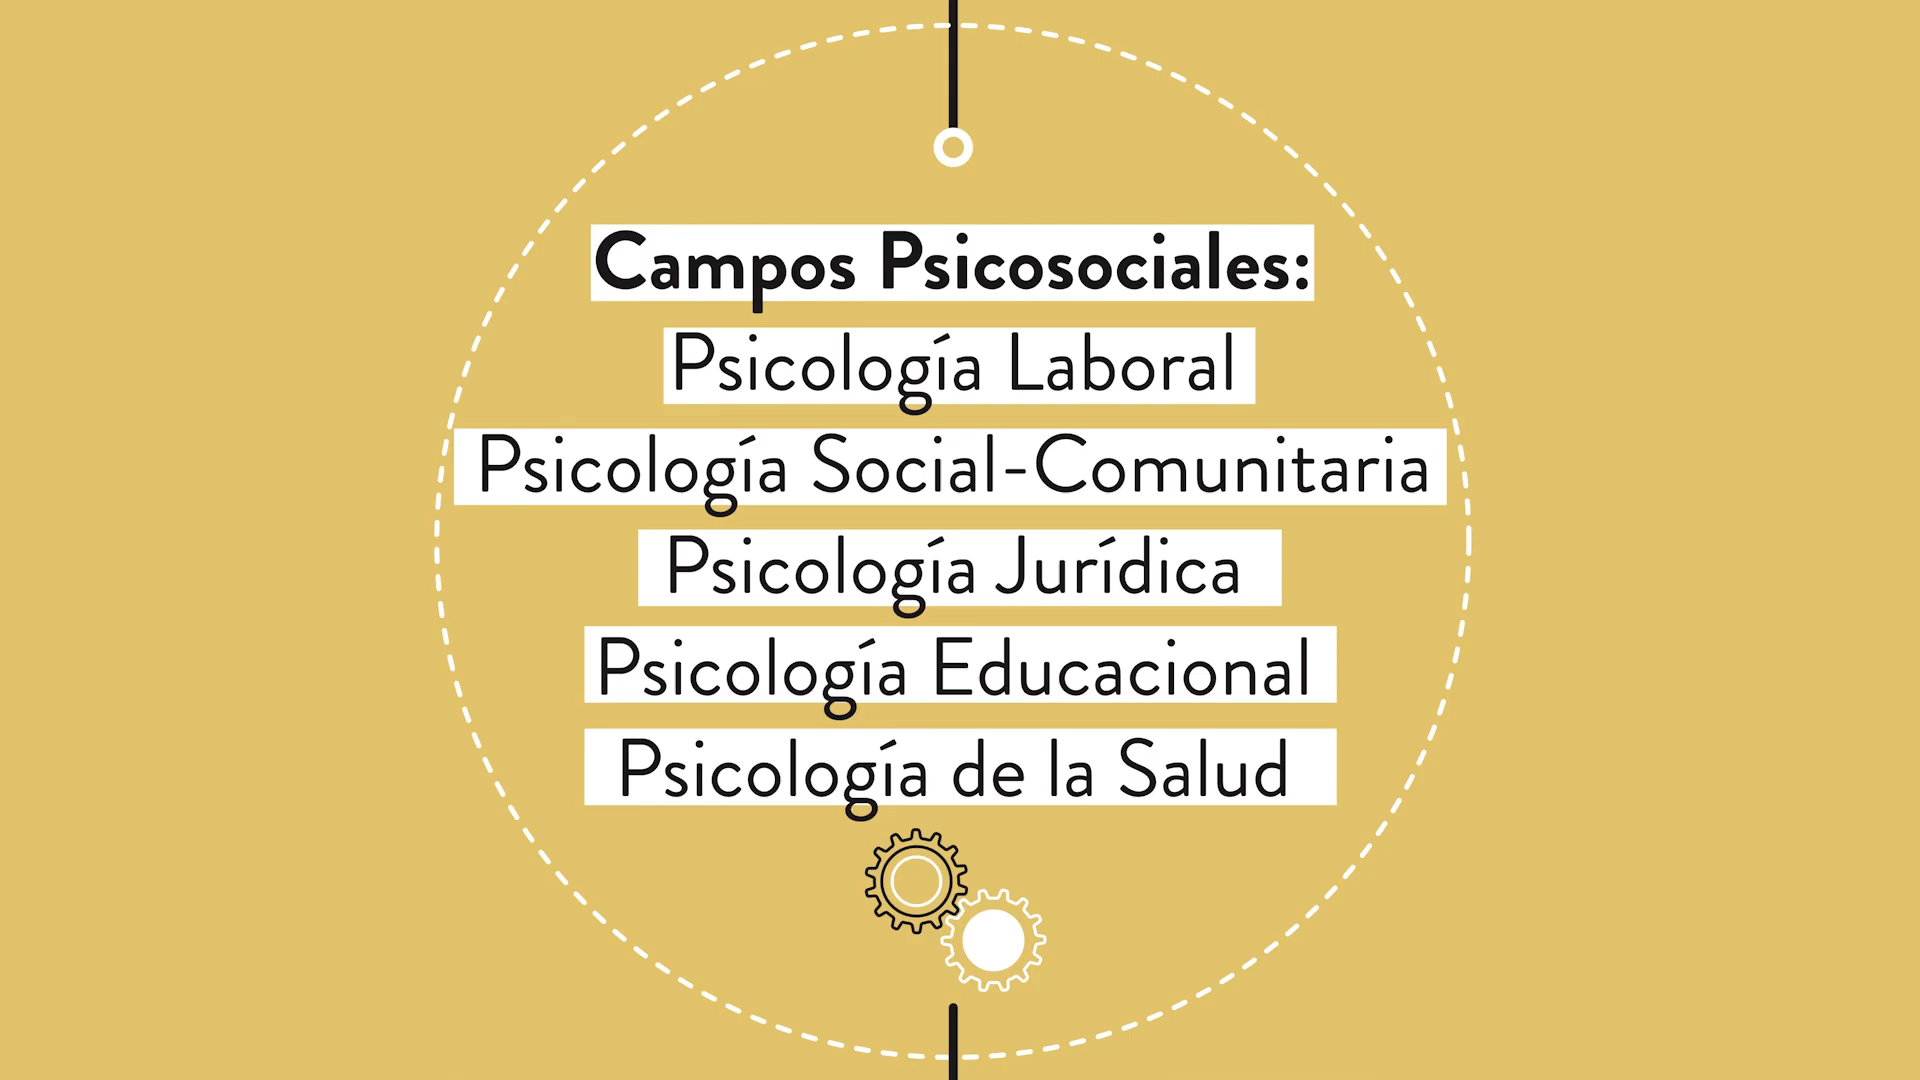 Campos Psicosociales:
Psicología Laboral
Psicología Social-Comunitaria
Psicología Jurídica
Psicología Educacional
Psicología de la Salud